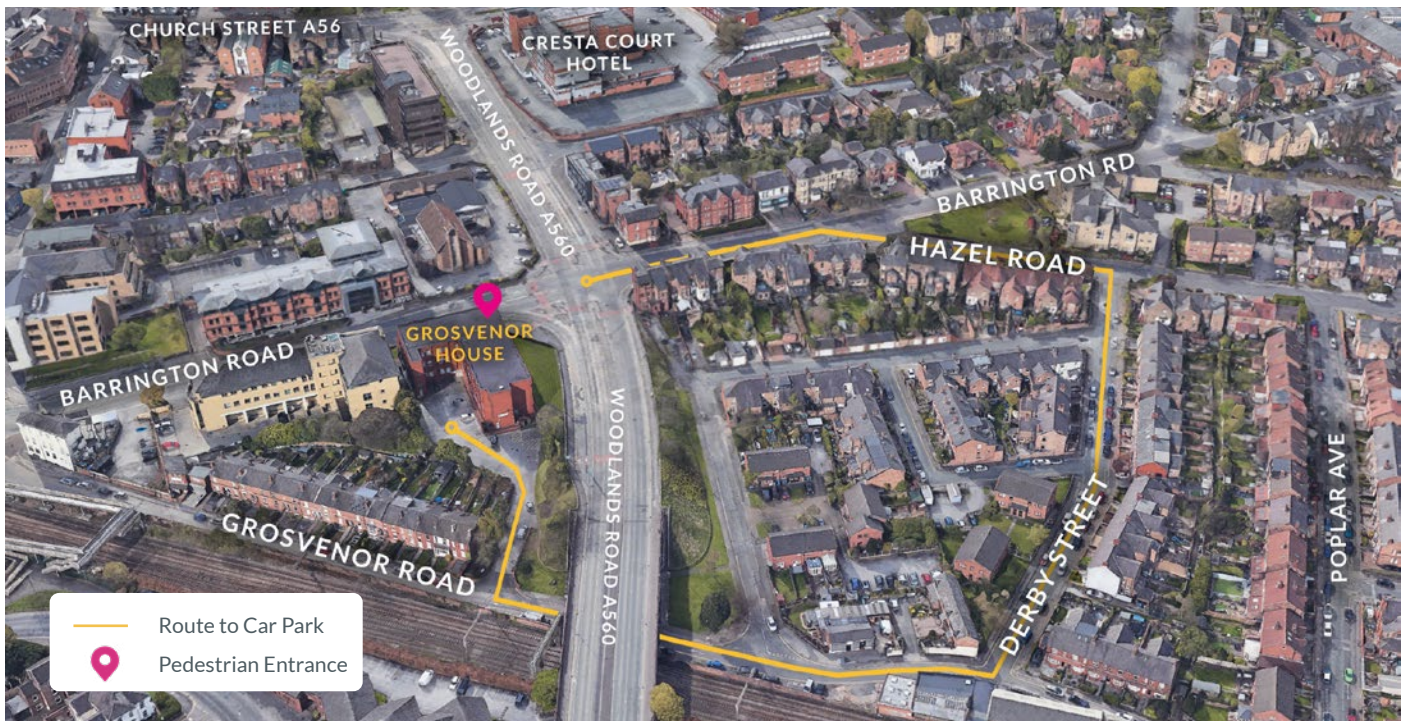 CHURCH STREET A56
WOODLANDS ROAD A560
CRESTA COURT
HOTEL
BARRINGTON RD
HAZEL ROAD
GROSVENOR
HOUSE
BARRINGTON ROAD
WOODLANDS ROAD A560
GROSVENOR ROAD
DERBY STREET
POPLAR AVE
Route to Car Park
Pedestrian Entrance